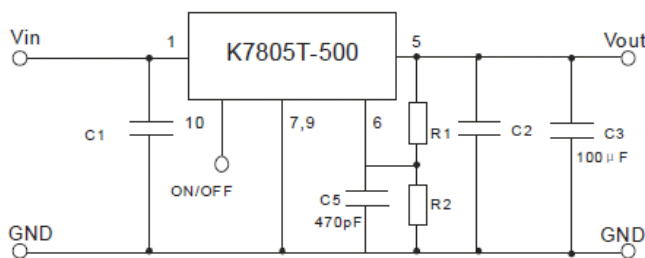 Vin
1
K7805T-500
5
Vout
C1
10
7,9
6
R1
C2
C3
100μF
ON/OFF
C5
470pF
R2
GND
GND